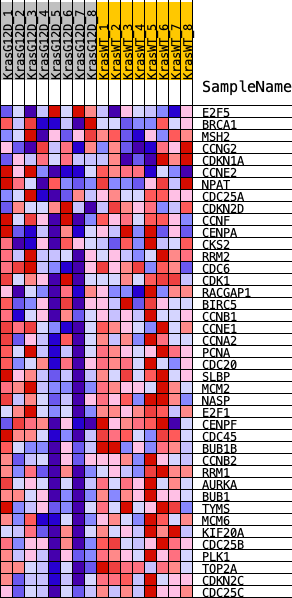 KrasG12D_1
KrasG12D_2
KrasG12D_3
KrasG12D_4
KrasG12D_5
KrasG12D_6
KrasG12D_7
KrasG12D_8
KrasWT_1
KrasWT_2
KrasWT_3
KrasWT_4
KrasWT_5
KrasWT_6
KrasWT_7
KrasWT_8
SampleName
E2F5
BRCA1
MSH2
CCNG2
CDKN1A
CCNE2
NPAT
CDC25A
CDKN2D
CCNF
CENPA
CKS2
RRM2
CDC6
CDK1
RACGAP1
BIRC5
CCNB1
CCNE1
CCNA2
PCNA
CDC20
SLBP
MCM2
NASP
E2F1
CENPF
CDC45
BUB1B
CCNB2
RRM1
AURKA
BUB1
TYMS
MCM6
KIF20A
CDC25B
PLK1
TOP2A
CDKN2C
CDC25C